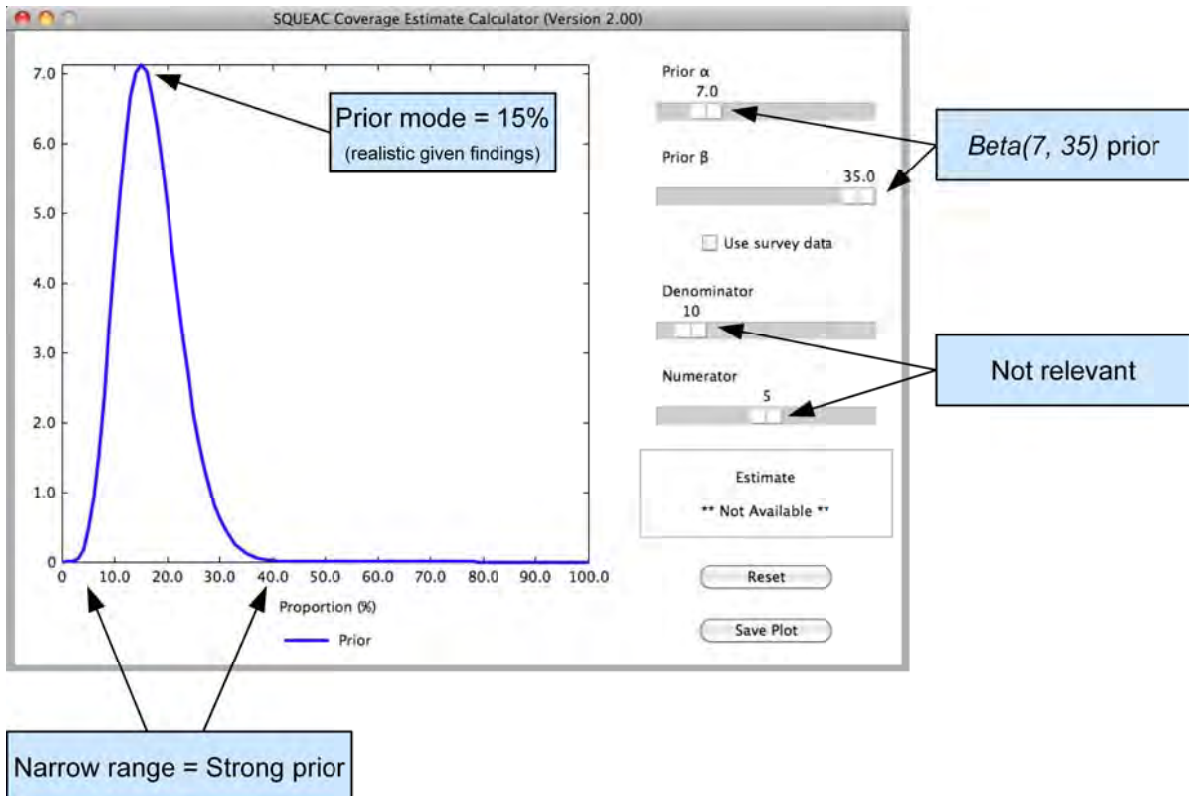 SQUEAC Coverage Estimate Calculator (Version 2.00)
7.0
6.0
5.0
4.0
3.0
2.0
1.0
0
0 10.0 20.0 30.0 40.0 50.0 60.0 70.0 80.0 90.0 100.0
Proportion (%)
Prior
Prior mode = 15%
(realistic given findings)
Prior α
7.0
Prior β
35.0
Use survey data
Denominator
10
Numerator
5
Estimate
** Not Available **
Reset
Save Plot
Beta(7, 35) prior
Not relevant
Narrow range = Strong prior